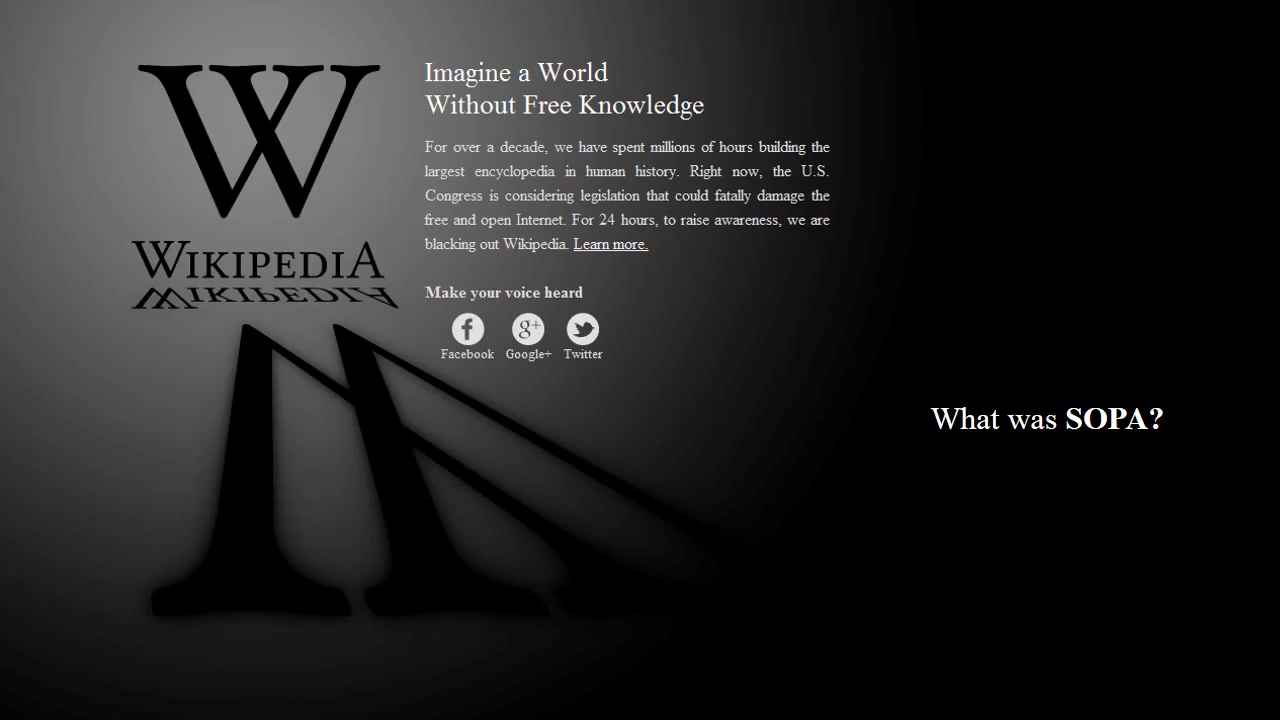 W
WIKIPEDIA
Imagine a World
Without Free Knowledge
For over a decade, we have spent millions of hours building the
largest encyclopedia in human history. Right now, the U.S.
Congress is considering legislation that could fatally damage the
free and open Internet. For 24 hours, to raise awareness, we are
blacking out Wikipedia. Learn more.
Make your voice heard
Facebook Google+ Twitter
What was SOPA?